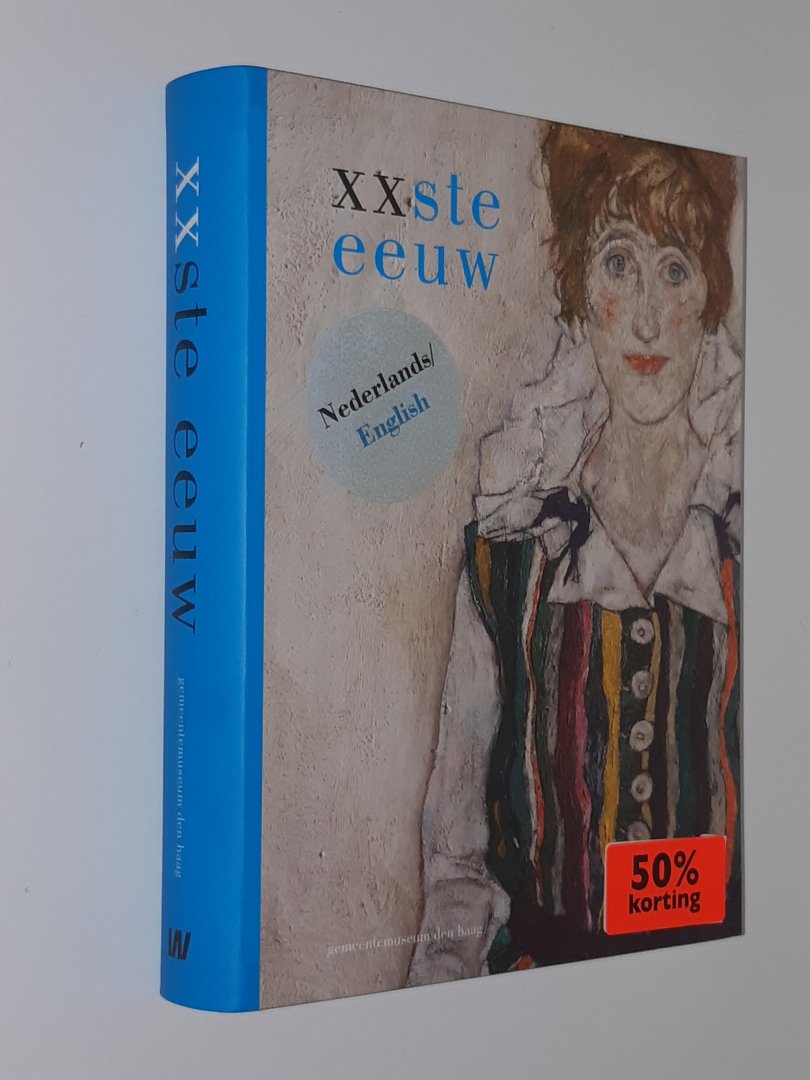 xxste eeuw
gemeentemuseum den haag
W
xxste
eeuw
Nederlands/
English
50%
korting
gemeentemuseum den haag